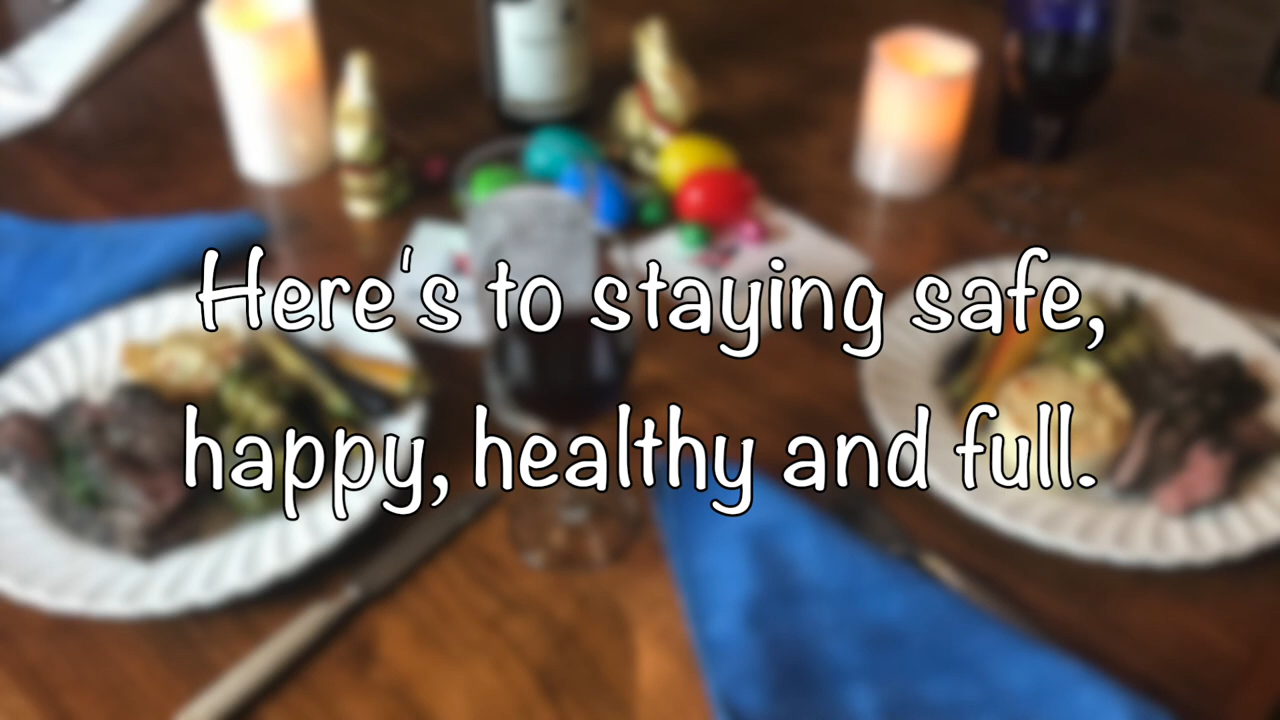 Here's to staying safe,
happy, healthy and full.